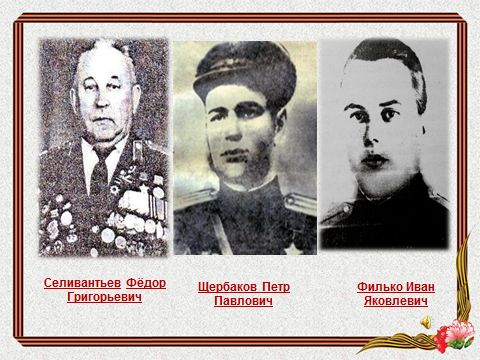 Селивантьев Фёдор
Григорьевич
Щербаков Петр
Павлович
Филько Иван
Яковлевич